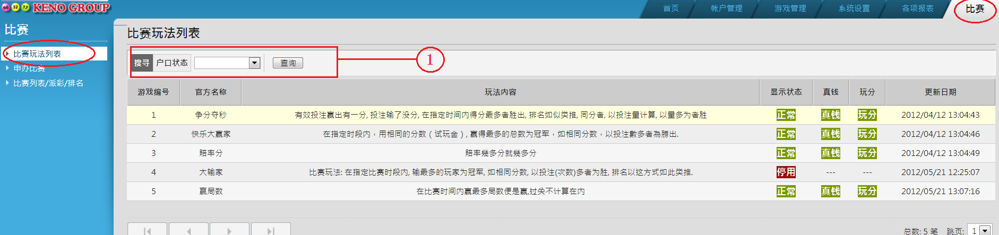 66 32 17 KENO GROUP
首页 帐户管理 游戏管理 系统设置 各项报表 比赛
比赛
比赛玩法列表
申办比赛
比赛列表/派彩/排名
比赛玩法列表
搜寻 户口状态 查询
1
游戏编号 官方名称 玩法内容 显示状态 真钱 玩分 更新日期
1 争分夺秒 有效投注赢出有一分, 投注输了没分, 在指定时间内得分最多者胜出, 排名如似类推, 同分者, 以投注量计算, 以量多为者胜 正常 真钱 玩分 2012/04/12 13:04:43
2 快乐大赢家 在指定时段内，用相同的分数（试玩金）, 赢得最多的总数为冠军，如相同分数，以投注數多者為勝出. 正常 真钱 玩分 2012/04/12 13:04:46
3 賠率分 賠率幾多分就幾多分 正常 真钱 玩分 2012/04/12 13:04:49
4 大输家 比赛玩法: 在指定比赛时段内, 输最多的玩家为冠军, 如相同分数, 以投注(次数)多者为胜, 排名以这方式如此类推. 停用 --- --- 2012/05/21 12:25:07
5 赢局数 在比赛时间内赢最多局数便是赢,过关不计算在内 正常 真钱 玩分 2012/05/21 13:07:16
总数: 5 笔 跳页: 1